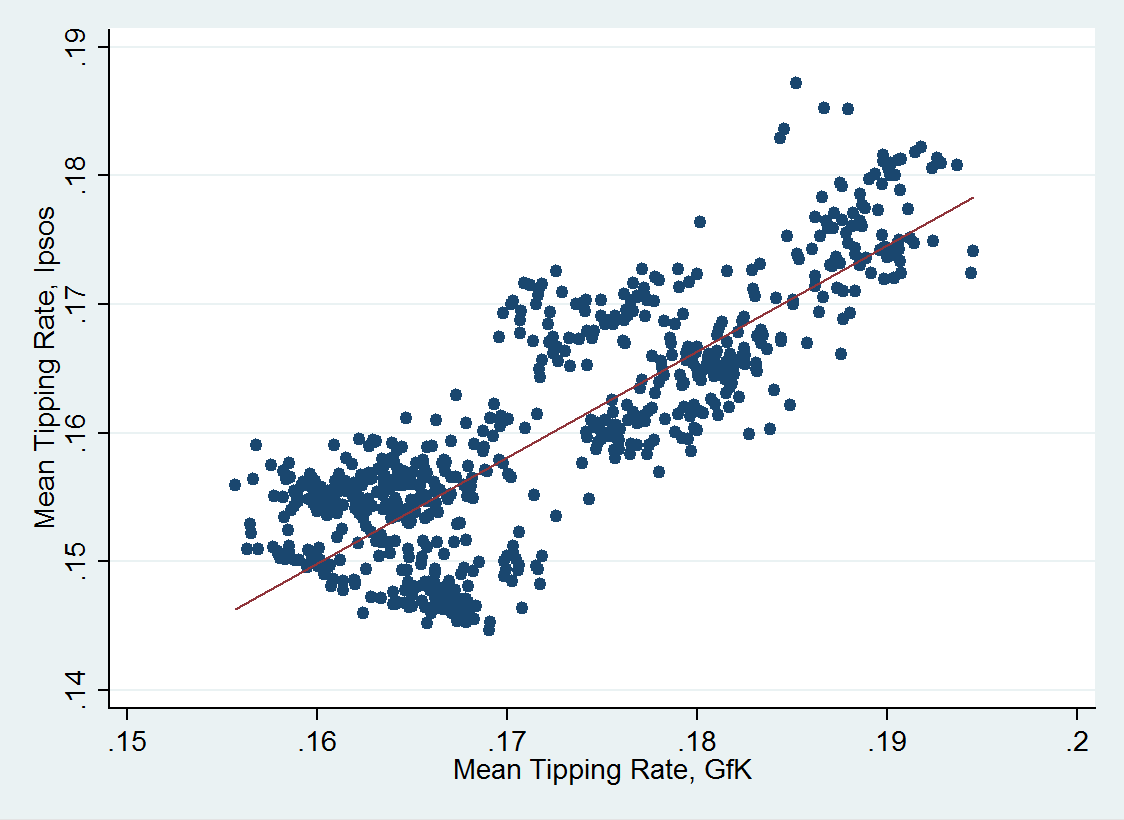 .19
.18
.17
.16
.15
.14
Mean Tipping Rate, Ipsos
.15 .16 .17 .18 .19 .2
Mean Tipping Rate, GfK